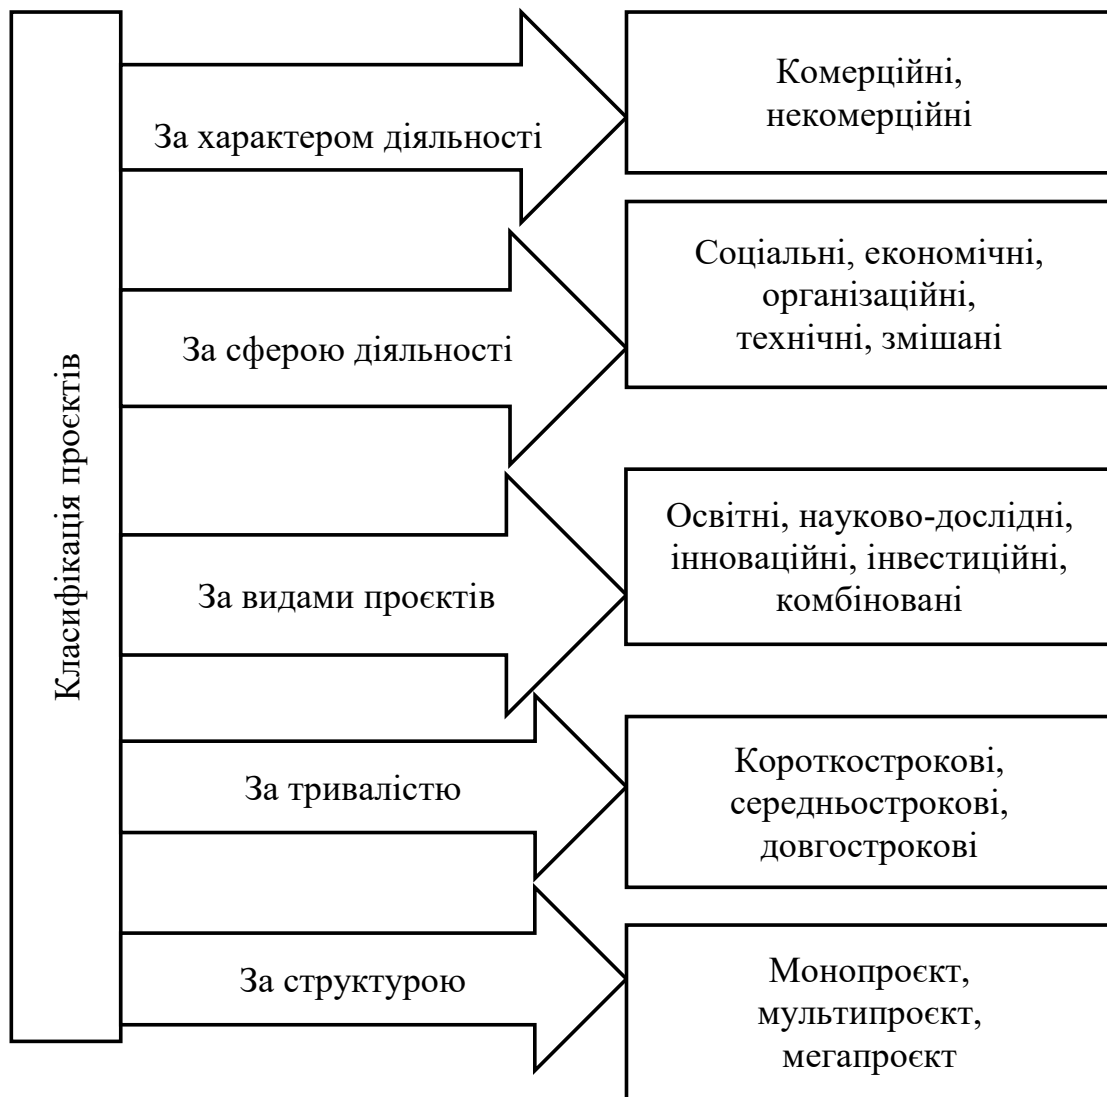 Класифікація проєктів
За характером діяльності
Комерційні,
некомерційні
За сферою діяльності
Соціальні, економічні,
організаційні,
технічні, змішані
За видами проєктів
Освітні, науково-дослідні,
інноваційні, інвестиційні,
комбіновані
За тривалістю
Короткострокові,
середньострокові,
довгострокові
За структурою
Монопроєкт,
мультипроєкт,
мегапроєкт